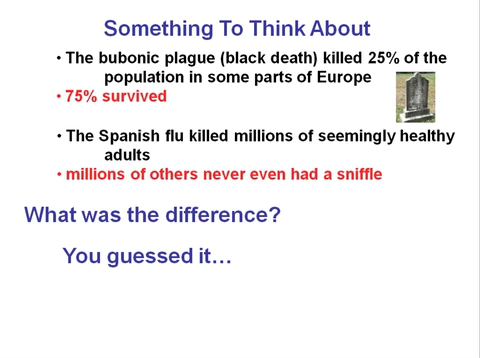 Something To Think About
• The bubonic plague (black death) killed 25% of the
population in some parts of Europe
• 75% survived
• The Spanish flu killed millions of seemingly healthy
adults
• millions of others never even had a sniffle
What was the difference?
You guessed it…